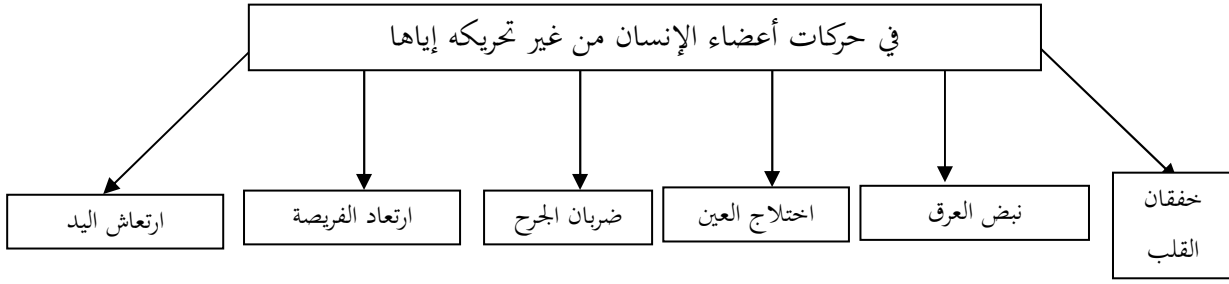 في حركات أعضاء الإنسان من غير تحريكه إياها
خفقان
القلب
نبض العرق
اختلاج العين
ضربان الجرح
ارتعاد الفريصة
ارتعاش اليد